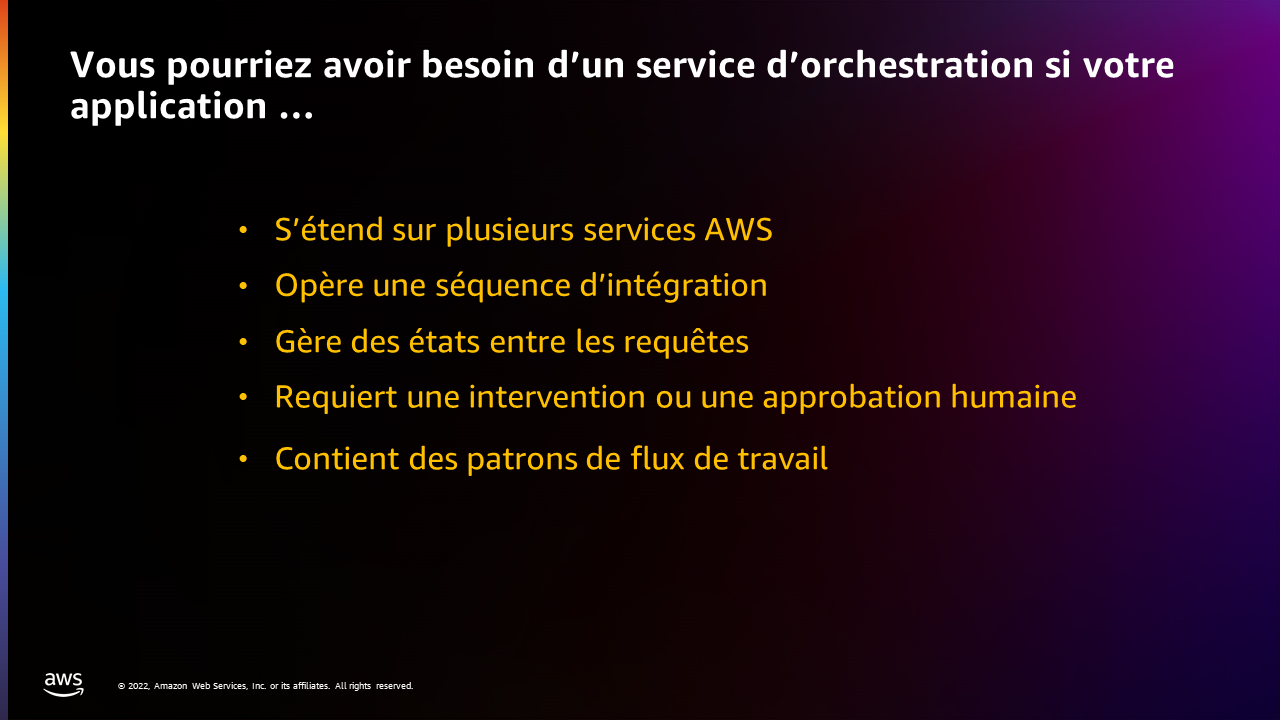 Vous pourriez avoir besoin d’un service d’orchestration si votre
application …
• S’étend sur plusieurs services AWS
• Opère une séquence d’intégration
• Gère des états entre les requêtes
• Requiert une intervention ou une approbation humaine
• Contient des patrons de flux de travail
aws
© 2022, Amazon Web Services, Inc. or its affiliates. All rights reserved.